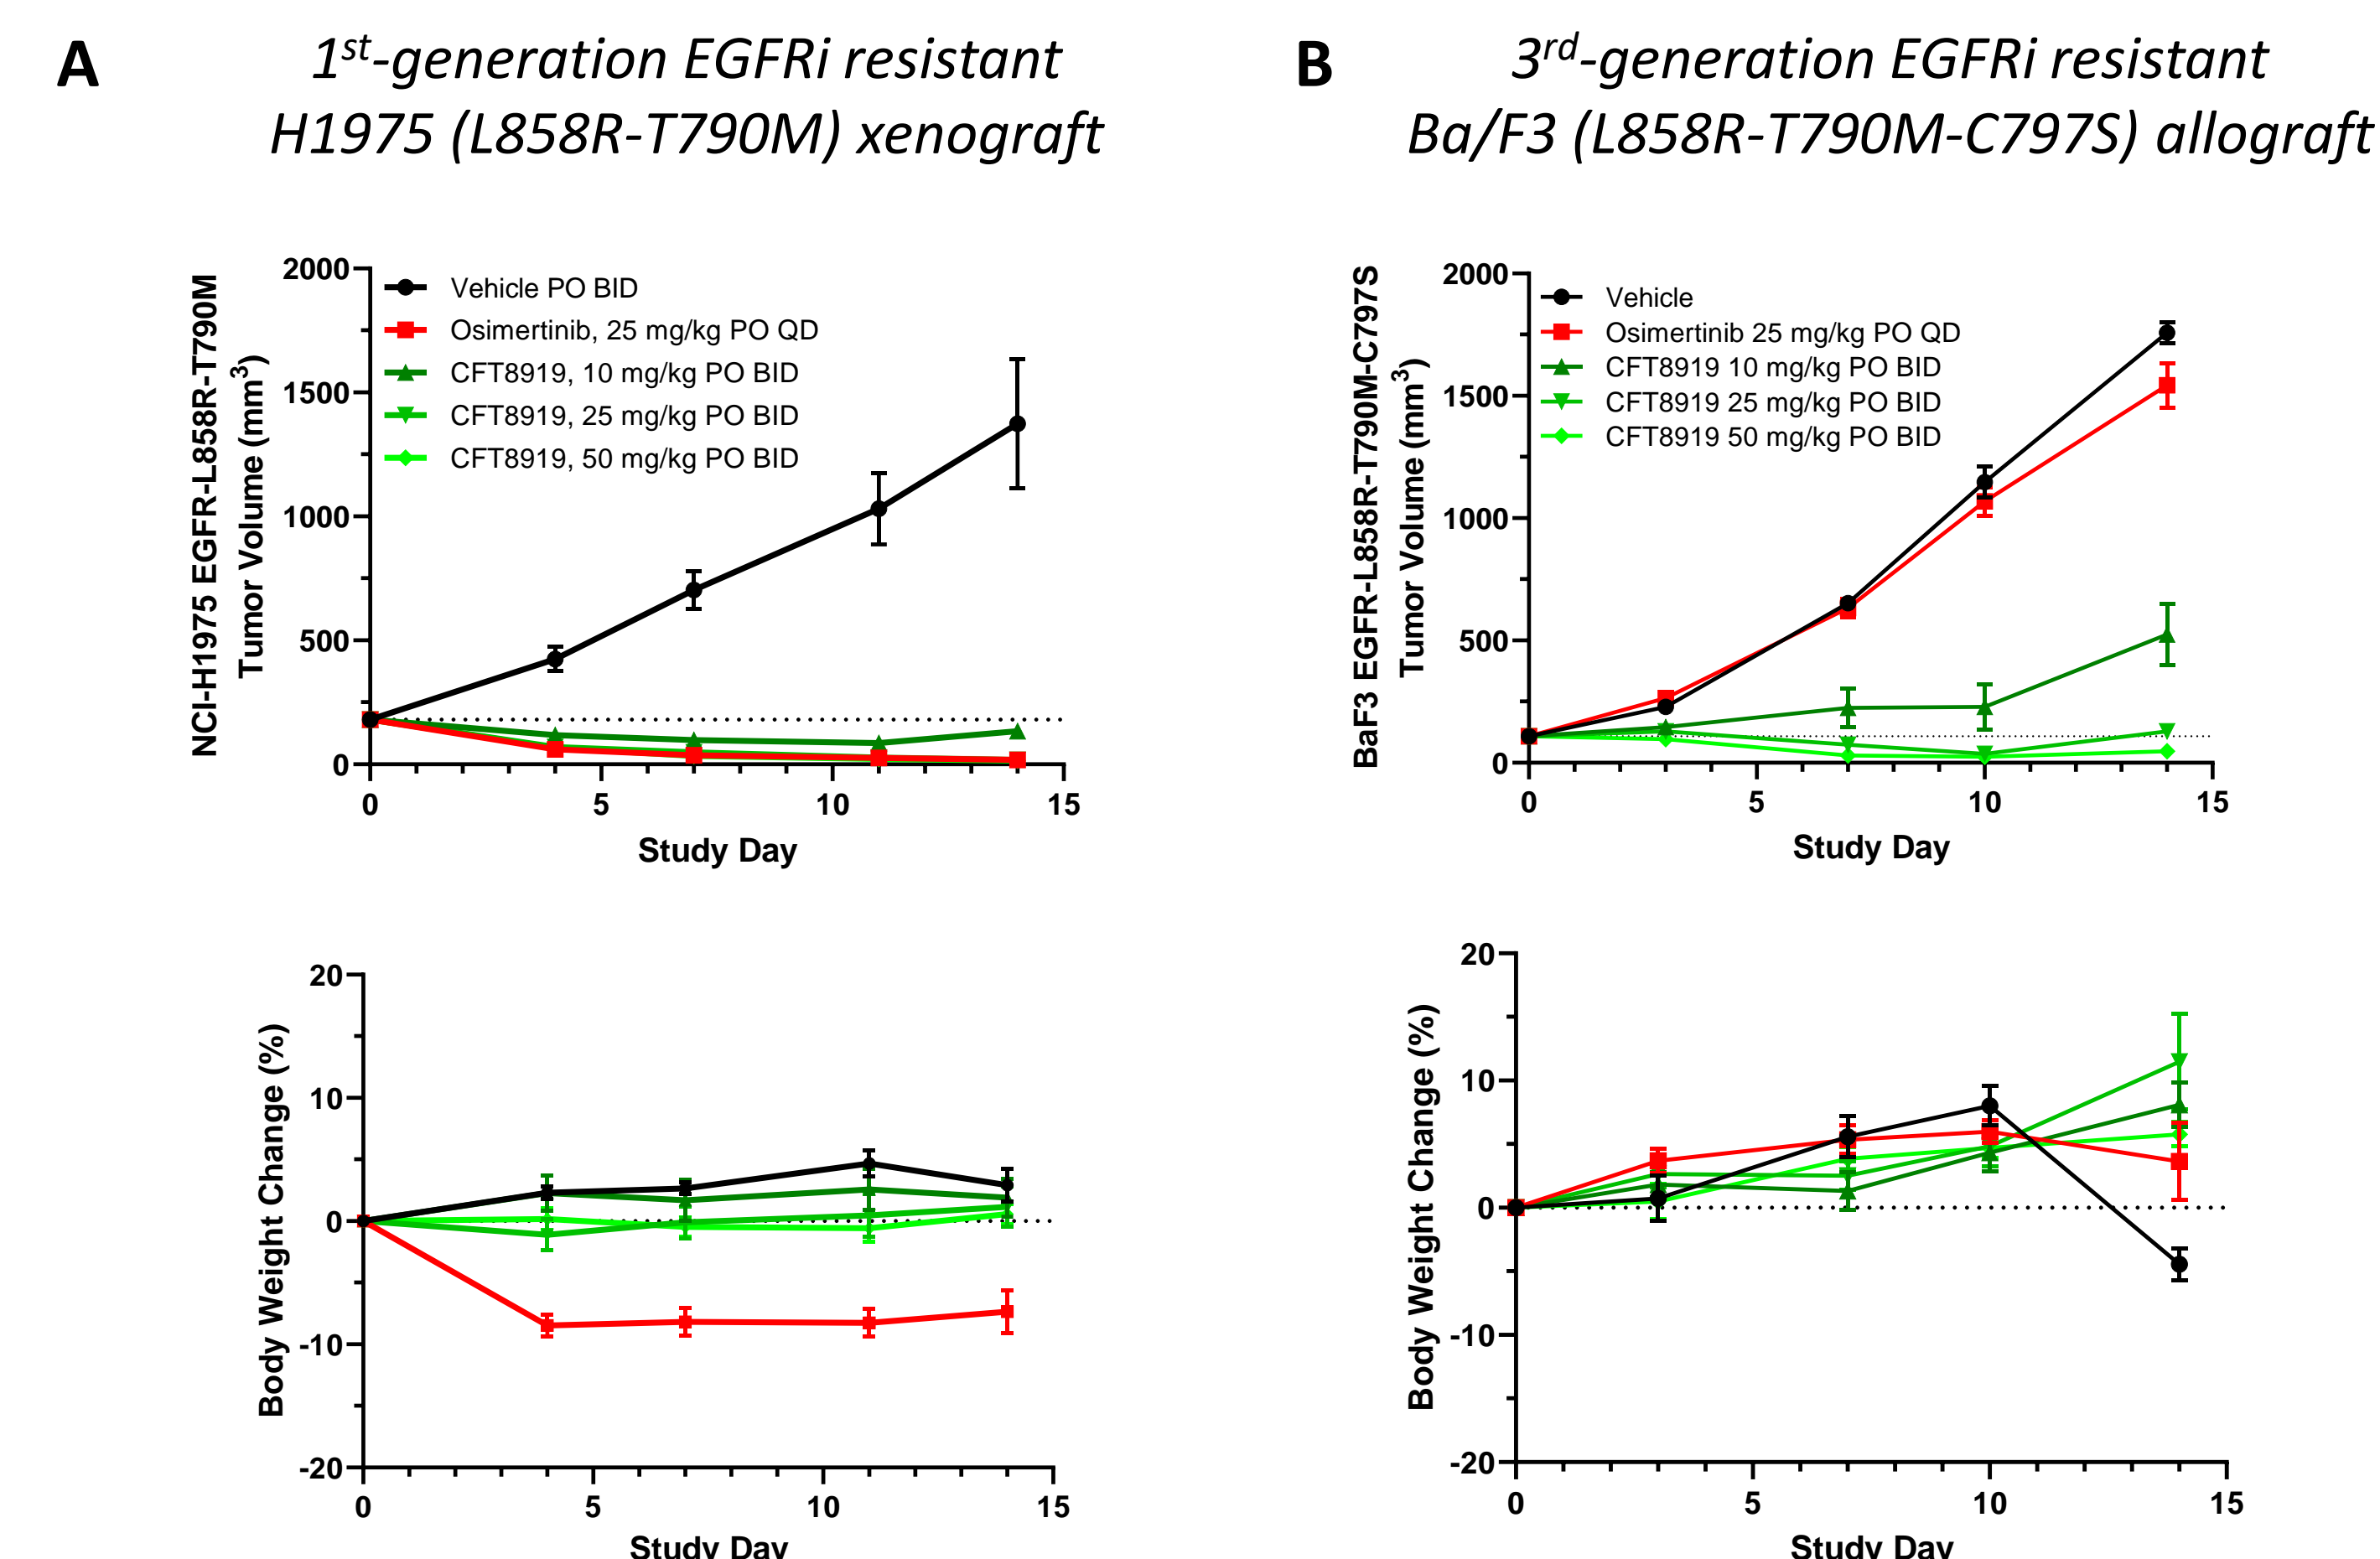 A
1st-generation EGFRi resistant
H1975 (L858R-T790M) xenograft
NCI-H1975 EGFR-L858R-T790M
Tumor Volume (mm3)
2000
1500
1000
500
0
Vehicle PO BID
Osimertinib, 25 mg/kg PO QD
CFT8919, 10 mg/kg PO BID
CFT8919, 25 mg/kg PO BID
CFT8919, 50 mg/kg PO BID
0 5 10 15
Study Day
Body Weight Change (%)
20
10
0
-10
-20
0 5 10 15
Study Day
B
3rd-generation EGFRi resistant
Ba/F3 (L858R-T790M-C797S) allograft
BaF3 EGFR-L858R-T790M-C797S
Tumor Volume (mm3)
2000
1500
1000
500
0
Vehicle
Osimertinib 25 mg/kg PO QD
CFT8919 10 mg/kg PO BID
CFT8919 25 mg/kg PO BID
CFT8919 50 mg/kg PO BID
0 5 10 15
Study Day
Body Weight Change (%)
20
10
0
-10
-20
0 5 10 15
Study Day